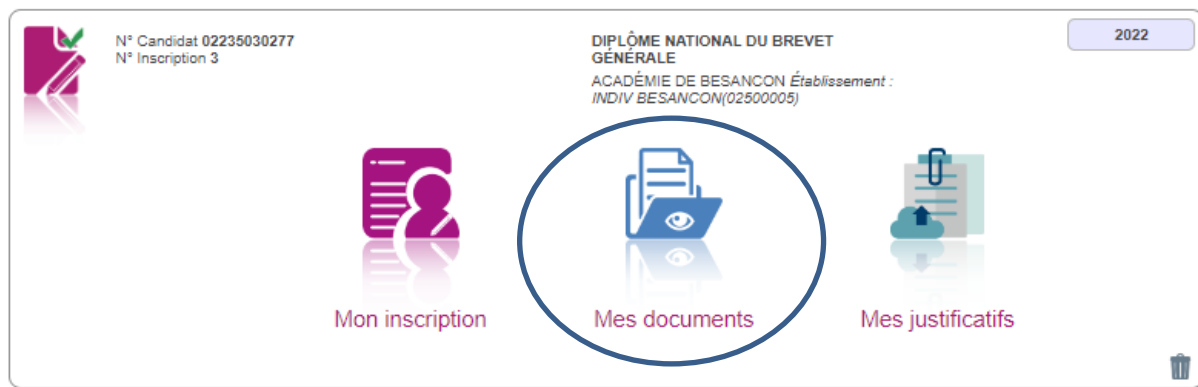 N° Candidat 02235030277
N° Inscription 3
DIPLÔME NATIONAL DU BREVET
GÉNÉRALE
ACADÉMIE DE BESANCON Établissement :
INDIV BESANCON(02500005)
2022
Mon inscription
Mes documents
Mes justificatifs